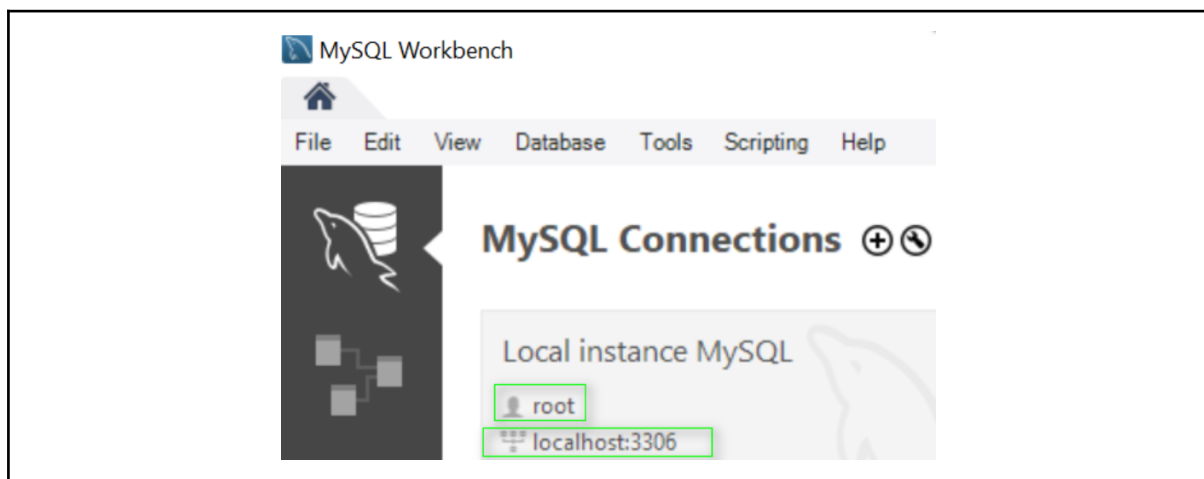 MySQL Workbench
File Edit View Database Tools Scripting Help
MySQL Connections
Local instance MySQL
root
localhost:3306